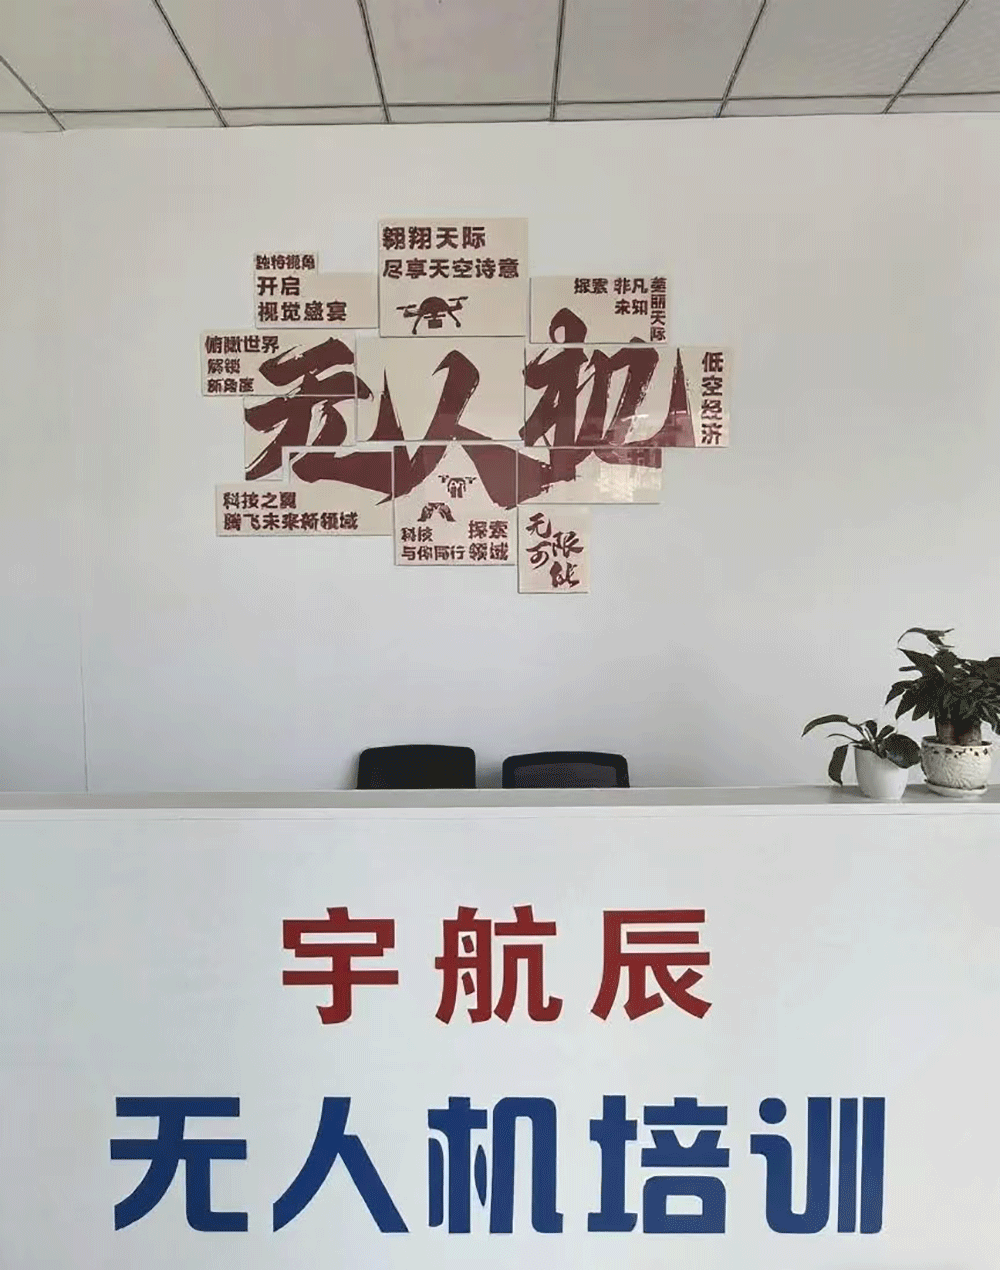 翱翔天际
尽享天空诗意
独特视角
开启
视觉盛宴
探索 非凡
未知
美丽天际
俯瞰世界
解锁
新角度
无人机
低空经济
科技之翼
腾飞未来新领域
科技 探索
与你同行 领域
无限
可能
宇航辰
无人机培训